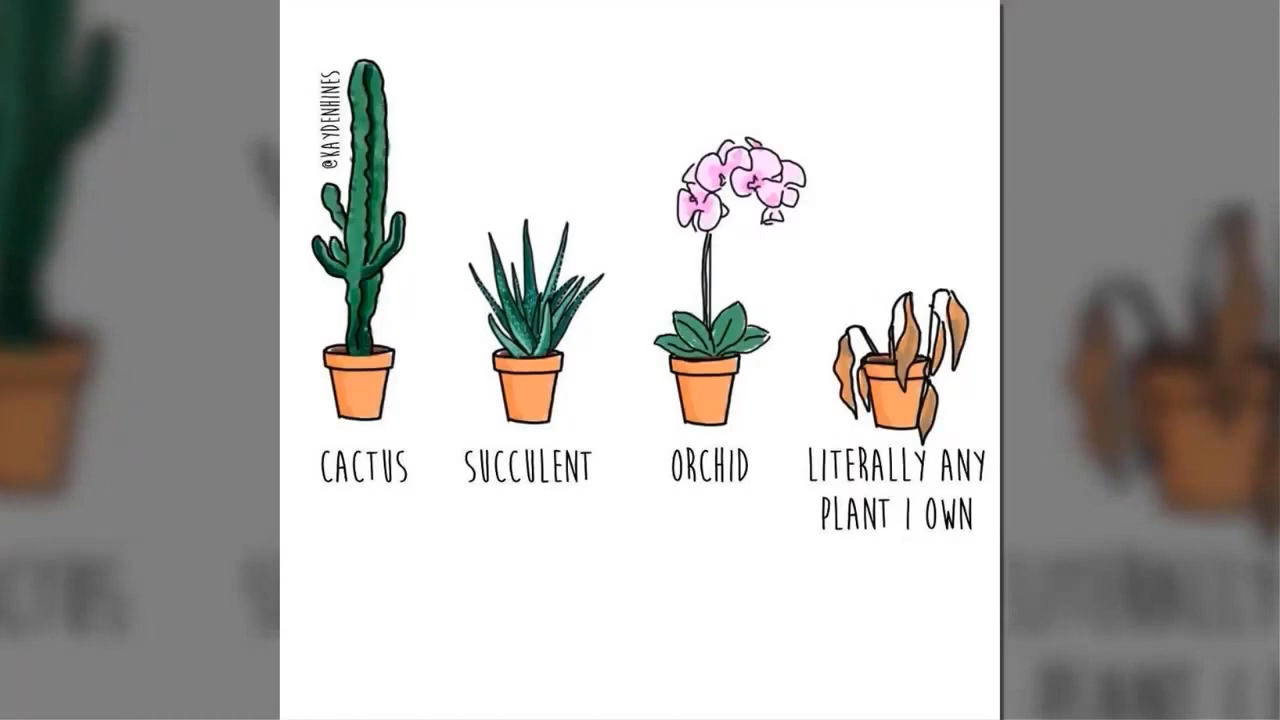 @KAYDENHINES
CACTUS
SUCCULENT
ORCHID
LITERALLY ANY
PLANT I OWN